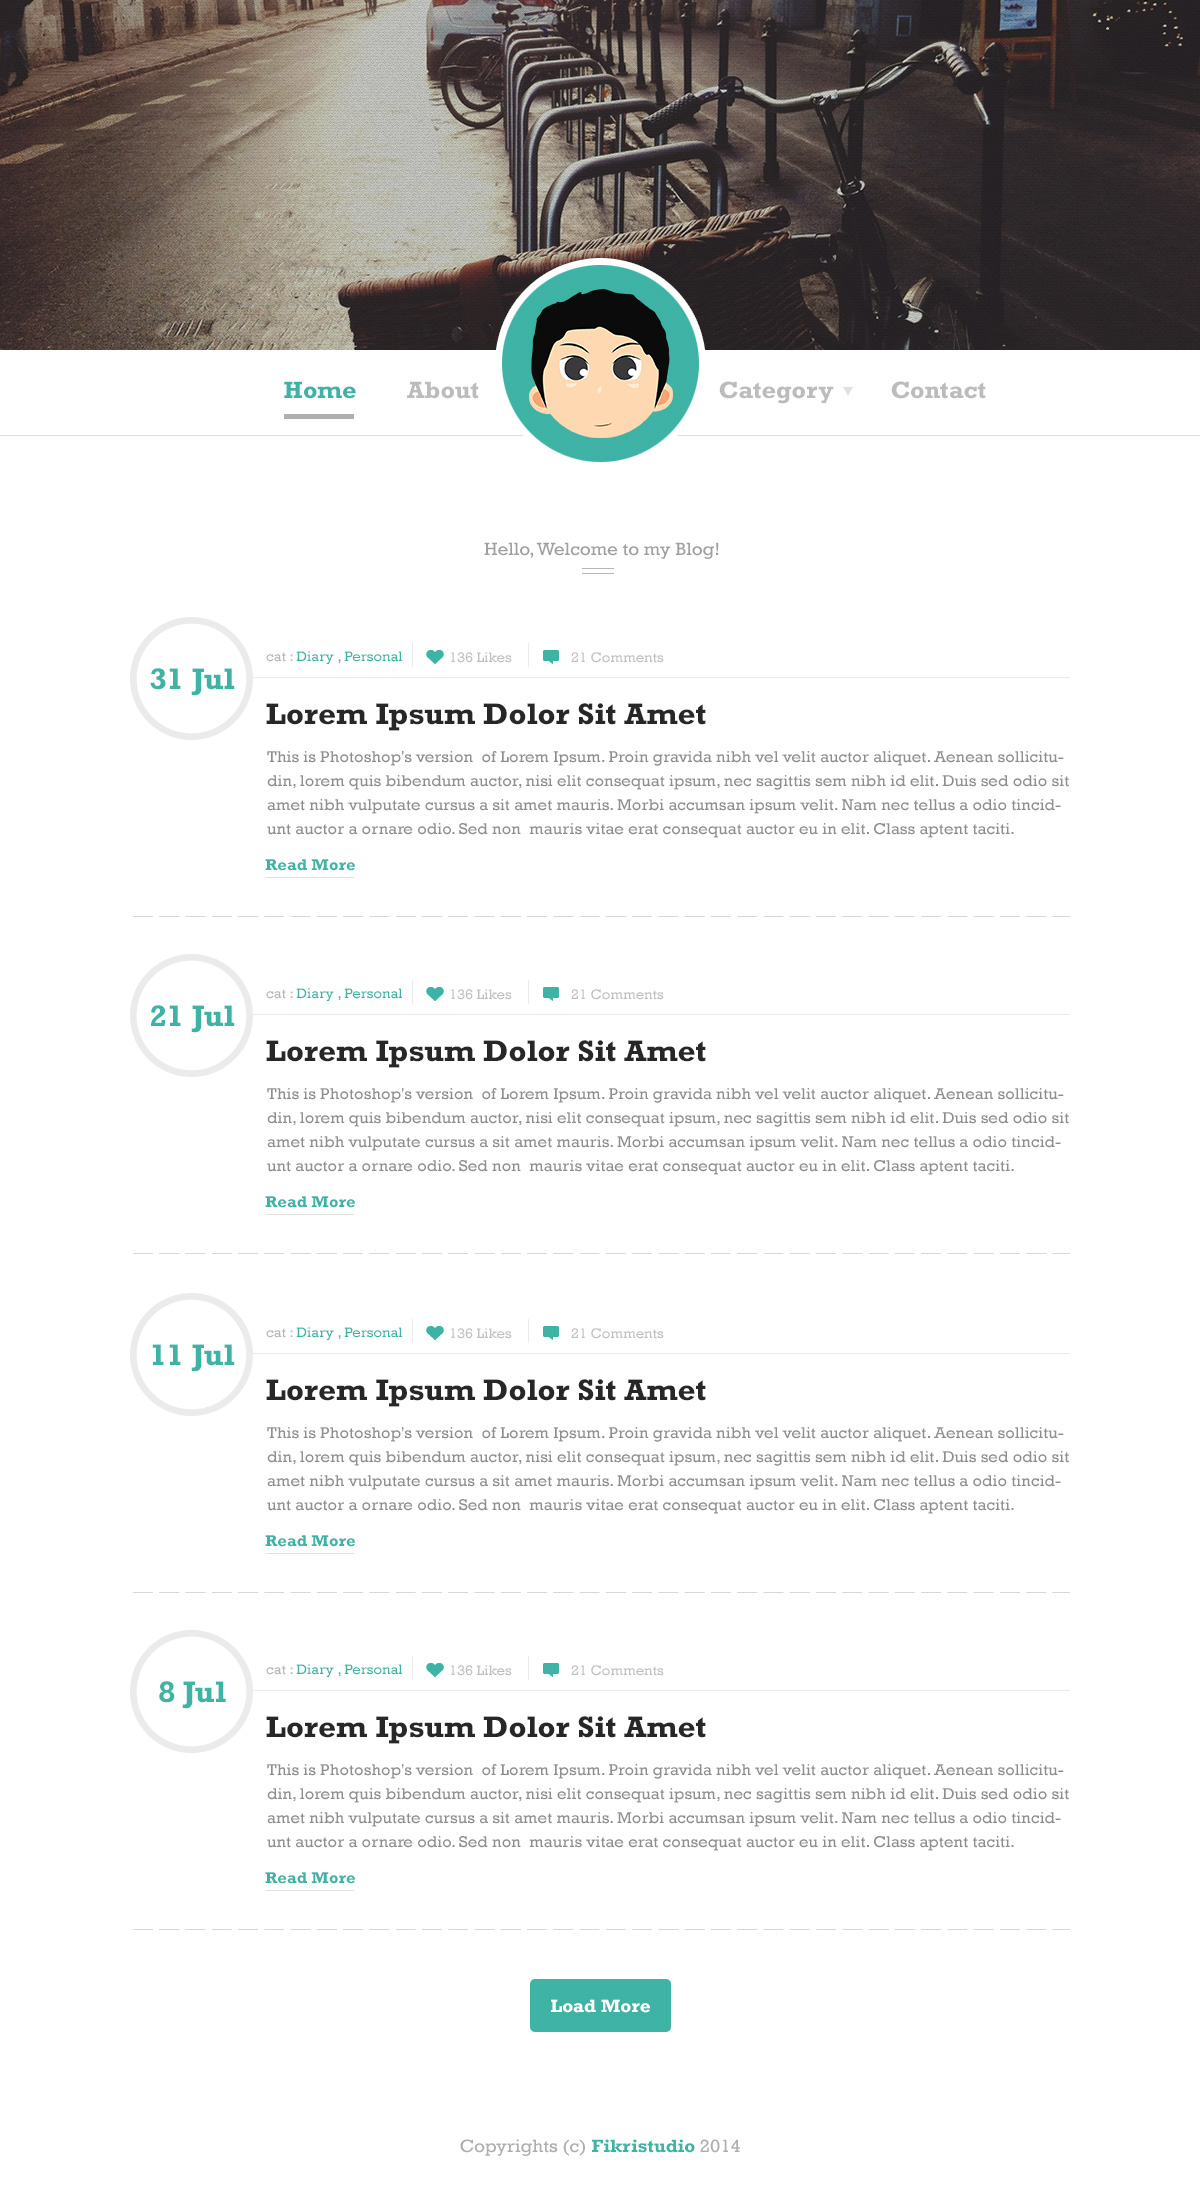 Home About Category Contact
Hello, Welcome to my Blog!
31 Jul
cat : Diary , Personal 136 Likes 21 Comments
Lorem Ipsum Dolor Sit Amet
This is Photoshop's version  of Lorem Ipsum. Proin gravida nibh vel velit auctor aliquet. Aenean sollicitu-
din, lorem quis bibendum auctor, nisi elit consequat ipsum, nec sagittis sem nibh id elit. Duis sed odio sit
amet nibh vulputate cursus a sit amet mauris. Morbi accumsan ipsum velit. Nam nec tellus a odio tincid-
unt auctor a ornare odio. Sed non  mauris vitae erat consequat auctor eu in elit. Class aptent taciti.
Read More
21 Jul
cat : Diary , Personal 136 Likes 21 Comments
Lorem Ipsum Dolor Sit Amet
This is Photoshop's version  of Lorem Ipsum. Proin gravida nibh vel velit auctor aliquet. Aenean sollicitu-
din, lorem quis bibendum auctor, nisi elit consequat ipsum, nec sagittis sem nibh id elit. Duis sed odio sit
amet nibh vulputate cursus a sit amet mauris. Morbi accumsan ipsum velit. Nam nec tellus a odio tincid-
unt auctor a ornare odio. Sed non  mauris vitae erat consequat auctor eu in elit. Class aptent taciti.
Read More
11 Jul
cat : Diary , Personal 136 Likes 21 Comments
Lorem Ipsum Dolor Sit Amet
This is Photoshop's version  of Lorem Ipsum. Proin gravida nibh vel velit auctor aliquet. Aenean sollicitu-
din, lorem quis bibendum auctor, nisi elit consequat ipsum, nec sagittis sem nibh id elit. Duis sed odio sit
amet nibh vulputate cursus a sit amet mauris. Morbi accumsan ipsum velit. Nam nec tellus a odio tincid-
unt auctor a ornare odio. Sed non  mauris vitae erat consequat auctor eu in elit. Class aptent taciti.
Read More
8 Jul
cat : Diary , Personal 136 Likes 21 Comments
Lorem Ipsum Dolor Sit Amet
This is Photoshop's version  of Lorem Ipsum. Proin gravida nibh vel velit auctor aliquet. Aenean sollicitu-
din, lorem quis bibendum auctor, nisi elit consequat ipsum, nec sagittis sem nibh id elit. Duis sed odio sit
amet nibh vulputate cursus a sit amet mauris. Morbi accumsan ipsum velit. Nam nec tellus a odio tincid-
unt auctor a ornare odio. Sed non  mauris vitae erat consequat auctor eu in elit. Class aptent taciti.
Read More
Load More
Copyrights (c) Fikristudio 2014